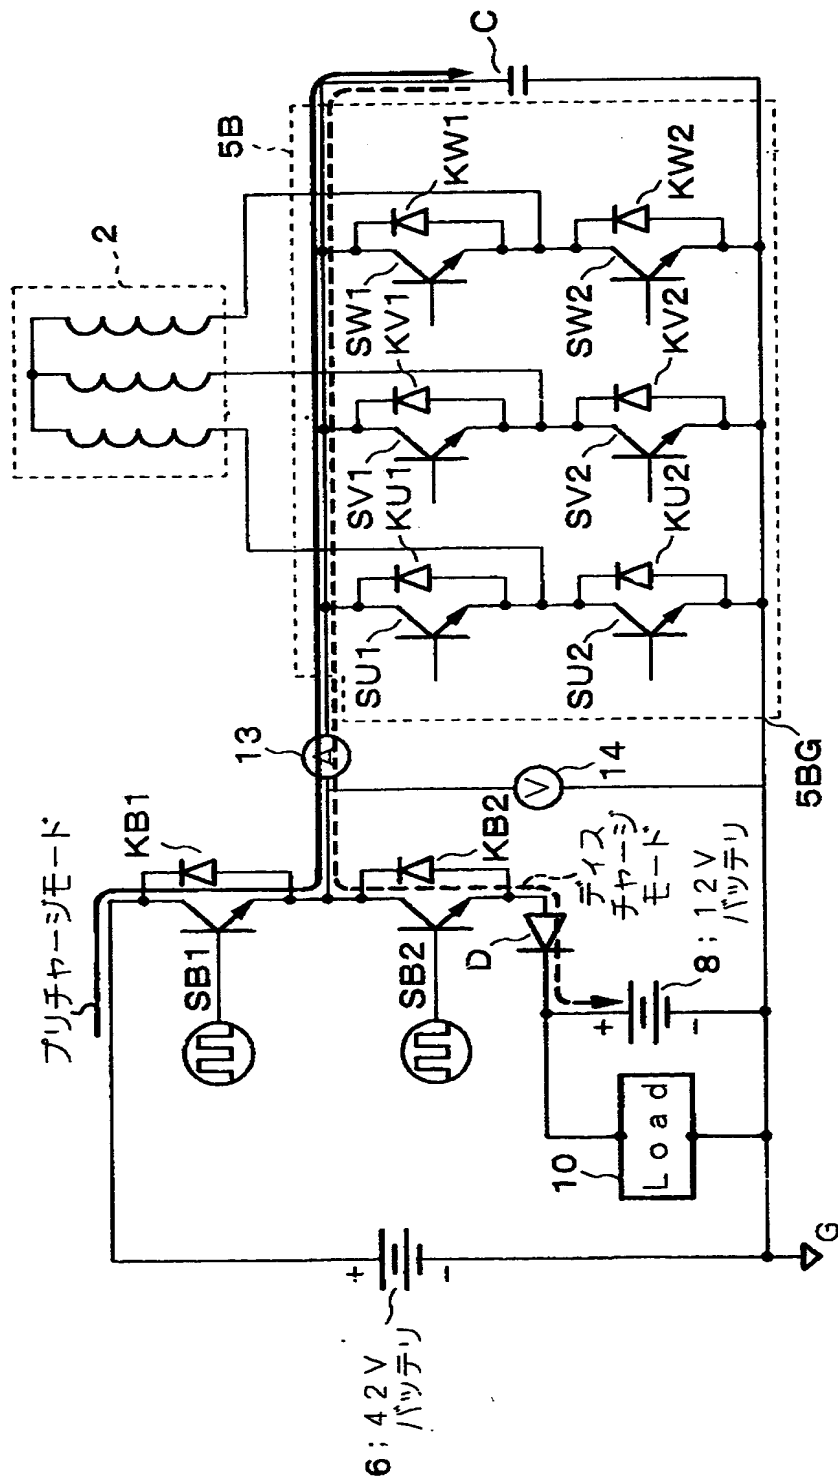 C
5B
KW1
KW2
2
SW1
SW2
KV1
KV2
SV1
SV2
KU1
KU2
SU1
SU2
13
A
14
V
5BG
KB1
KB2
プリチャージモード
ディス
チャージ
モード
SB1
SB2
D
8：12V
バッテリ
+
-
10
Load
6：42V
バッテリ
+
-
G